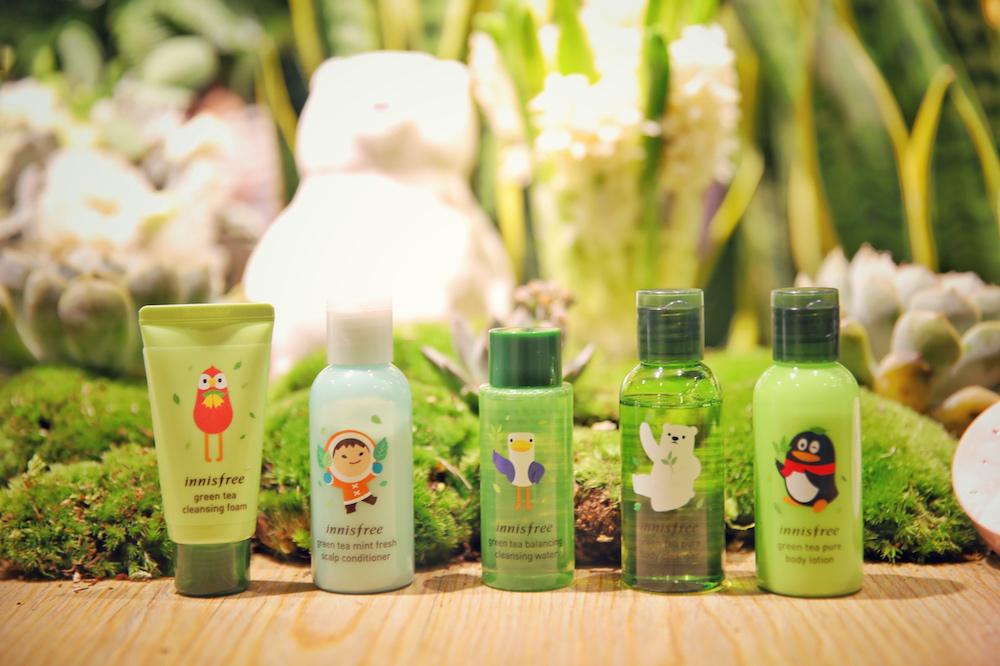 innisfree
green tea
cleansing foam
innisfree
green tea mint fresh
scalp conditioner
innisfree
green tea balancing
cleansing water
innisfree
innisfree
green tea pure
body lotion